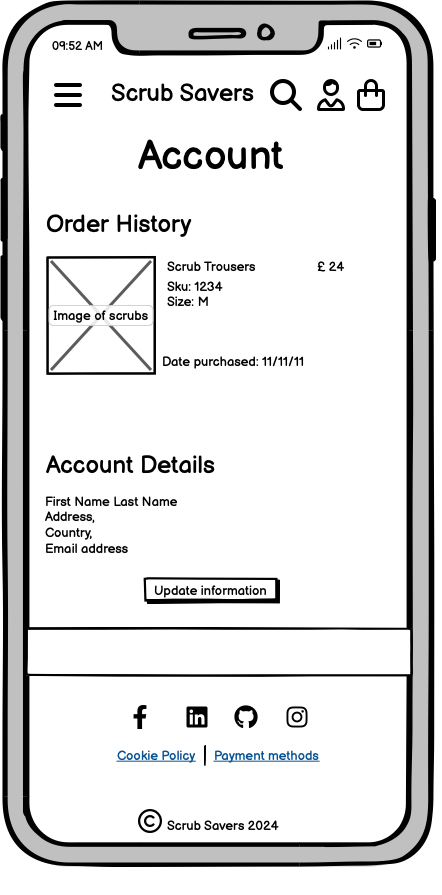 09:52 AM
Scrub Savers
Account
Order History
Scrub Trousers £ 24
Sku: 1234
Size: M
Image of scrubs
Date purchased: 11/11/11
Account Details
First Name Last Name
Address,
Country,
Email address
Update information
Cookie Policy | Payment methods
© Scrub Savers 2024